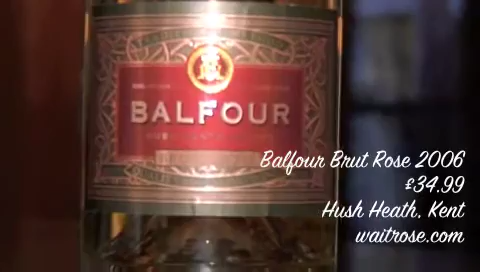 BALFOUR
Balfour Brut Rose 2006
£34.99
Hush Heath, Kent
waitrose.com